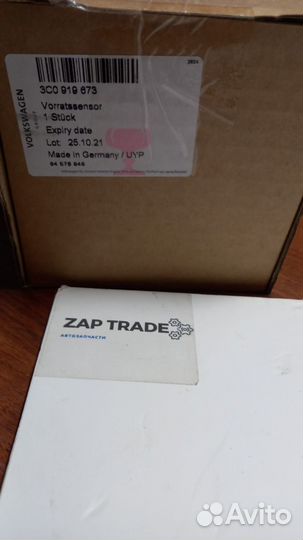 2824
3C0 919 673
Vorratssensor
1 Stück
Expiry date
Lot: 25.10.21
Made in Germany / UYP
VOLKSWAGEN
ZAP TRADE
АВТОЗАПЧАСТИ
Avito